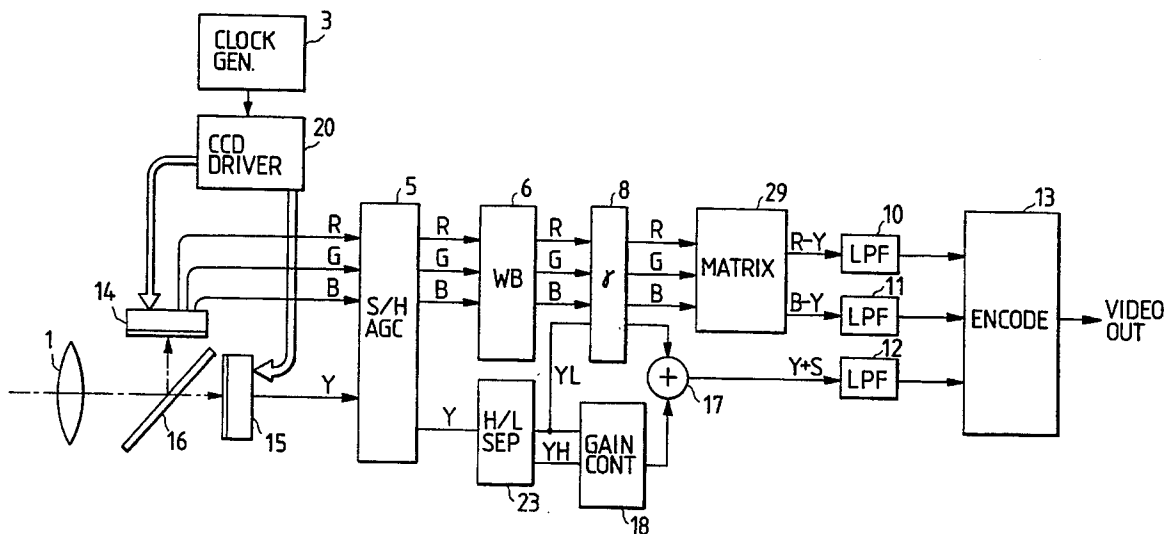 3
CLOCK
GEN.
20
CCD
DRIVER
5
6
8
29
10
13
R
R
R
R
R-Y
LPF
G
G
G
G
WB
γ
MATRIX
B
B
B
B
B-Y
11
LPF
14
S/H
AGC
ENCODE
VIDEO
OUT
1
12
YL
Y+S
LPF
Y
17
16
15
Y
H/L
SEP
YH
GAIN
CONT
23
18